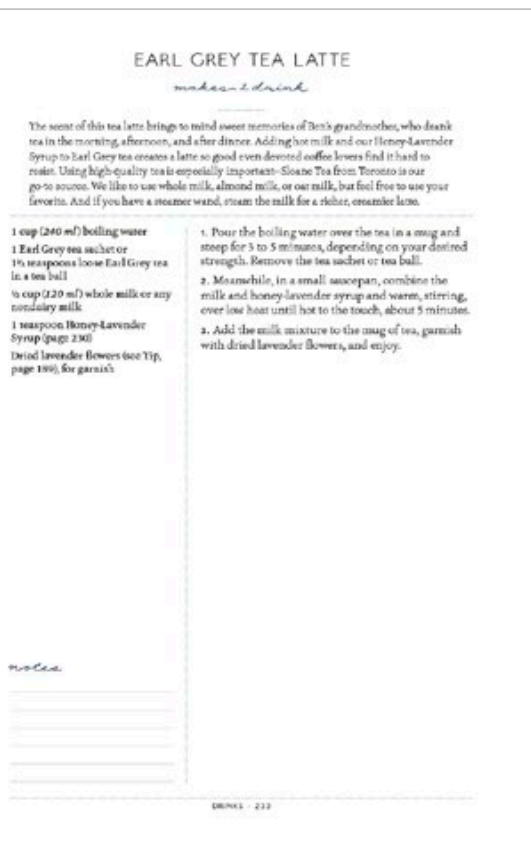 EARL GREY TEA LATTE
makes 1 drink
The scent of this tea latte brings to mind sweet memories of Ben's grandmother, who drank
tea in the morning, afternoon, and after dinner. Adding hot milk and our Honey-Lavender
Syrup to Earl Grey tea creates a latte so good even devoted coffee lovers find it hard to
resist. Using high-quality tea is especially important–Sloane Tea from Toronto is our
go-to source. We like to use whole milk, almond milk, or oat milk, but feel free to use your
favorite. And if you have a steamer wand, steam the milk for a richer, creamier latte.
1 cup (240 ml) boiling water
1 Earl Grey tea sachet or
1½ teaspoons loose Earl Grey tea
in a tea ball
½ cup (120 ml) whole milk or any
nondairy milk
1 teaspoon Honey-Lavender
Syrup (page 230)
Dried lavender flowers (see Tip,
page 189), for garnish
1. Pour the boiling water over the tea in a mug and
steep for 3 to 5 minutes, depending on your desired
strength. Remove the tea sachet or tea ball.
2. Meanwhile, in a small saucepan, combine the
milk and honey-lavender syrup and warm, stirring,
over low heat until hot to the touch, about 5 minutes.
3. Add the milk mixture to the mug of tea, garnish
with dried lavender flowers, and enjoy.
notes
DRINKS · 233